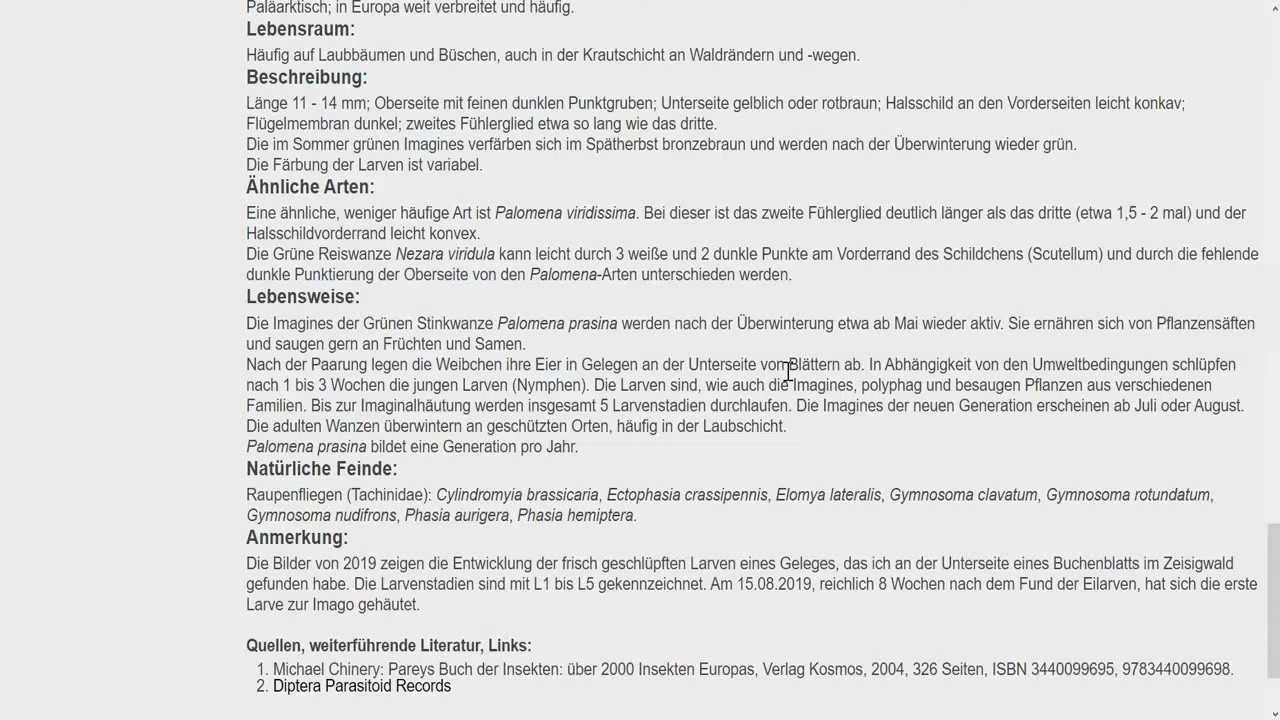 Paläarktisch; in Europa weit verbreitet und häufig.
Lebensraum:
Häufig auf Laubbäumen und Büschen, auch in der Krautschicht an Waldrändern und -wegen.
Beschreibung:
Länge 11 - 14 mm; Oberseite mit feinen dunklen Punktgruben; Unterseite gelblich oder rotbraun; Halsschild an den Vorderseiten leicht konkav;
Flügelmembran dunkel; zweites Fühlerglied etwa so lang wie das dritte.
Die im Sommer grünen Imagines verfärben sich im Spätherbst bronzebraun und werden nach der Überwinterung wieder grün.
Die Färbung der Larven ist variabel.
Ähnliche Arten:
Eine ähnliche, weniger häufige Art ist Palomena viridissima. Bei dieser ist das zweite Fühlerglied deutlich länger als das dritte (etwa 1,5 - 2 mal) und der
Halsschildvorderrand leicht konvex.
Die Grüne Reiswanze Nezara viridula kann leicht durch 3 weiße und 2 dunkle Punkte am Vorderrand des Schildchens (Scutellum) und durch die fehlende
dunkle Punktierung der Oberseite von den Palomena-Arten unterschieden werden.
Lebensweise:
Die Imagines der Grünen Stinkwanze Palomena prasina werden nach der Überwinterung etwa ab Mai wieder aktiv. Sie ernähren sich von Pflanzensäften
und saugen gern an Früchten und Samen.
Nach der Paarung legen die Weibchen ihre Eier in Gelegen an der Unterseite von Blättern ab. In Abhängigkeit von den Umweltbedingungen schlüpfen
nach 1 bis 3 Wochen die jungen Larven (Nymphen). Die Larven sind, wie auch die Imagines, polyphag und besaugen Pflanzen aus verschiedenen
Familien. Bis zur Imaginalhäutung werden insgesamt 5 Larvenstadien durchlaufen. Die Imagines der neuen Generation erscheinen ab Juli oder August.
Die adulten Wanzen überwintern an geschützten Orten, häufig in der Laubschicht.
Palomena prasina bildet eine Generation pro Jahr.
Natürliche Feinde:
Raupenfliegen (Tachinidae): Cylindromyia brassicaria, Ectophasia crassipennis, Elomya lateralis, Gymnosoma clavatum, Gymnosoma rotundatum,
Gymnosoma nudifrons, Phasia aurigera, Phasia hemiptera.
Anmerkung:
Die Bilder von 2019 zeigen die Entwicklung der frisch geschlüpften Larven eines Geleges, das ich an der Unterseite eines Buchenblatts im Zeisigwald
gefunden habe. Die Larvenstadien sind mit L1 bis L5 gekennzeichnet. Am 15.08.2019, reichlich 8 Wochen nach dem Fund der Eilarven, hat sich die erste
Larve zur Imago gehäutet.
Quellen, weiterführende Literatur, Links:
1. Michael Chinery: Pareys Buch der Insekten: über 2000 Insekten Europas, Verlag Kosmos, 2004, 326 Seiten, ISBN 3440099695, 9783440099698.
2. Diptera Parasitoid Records